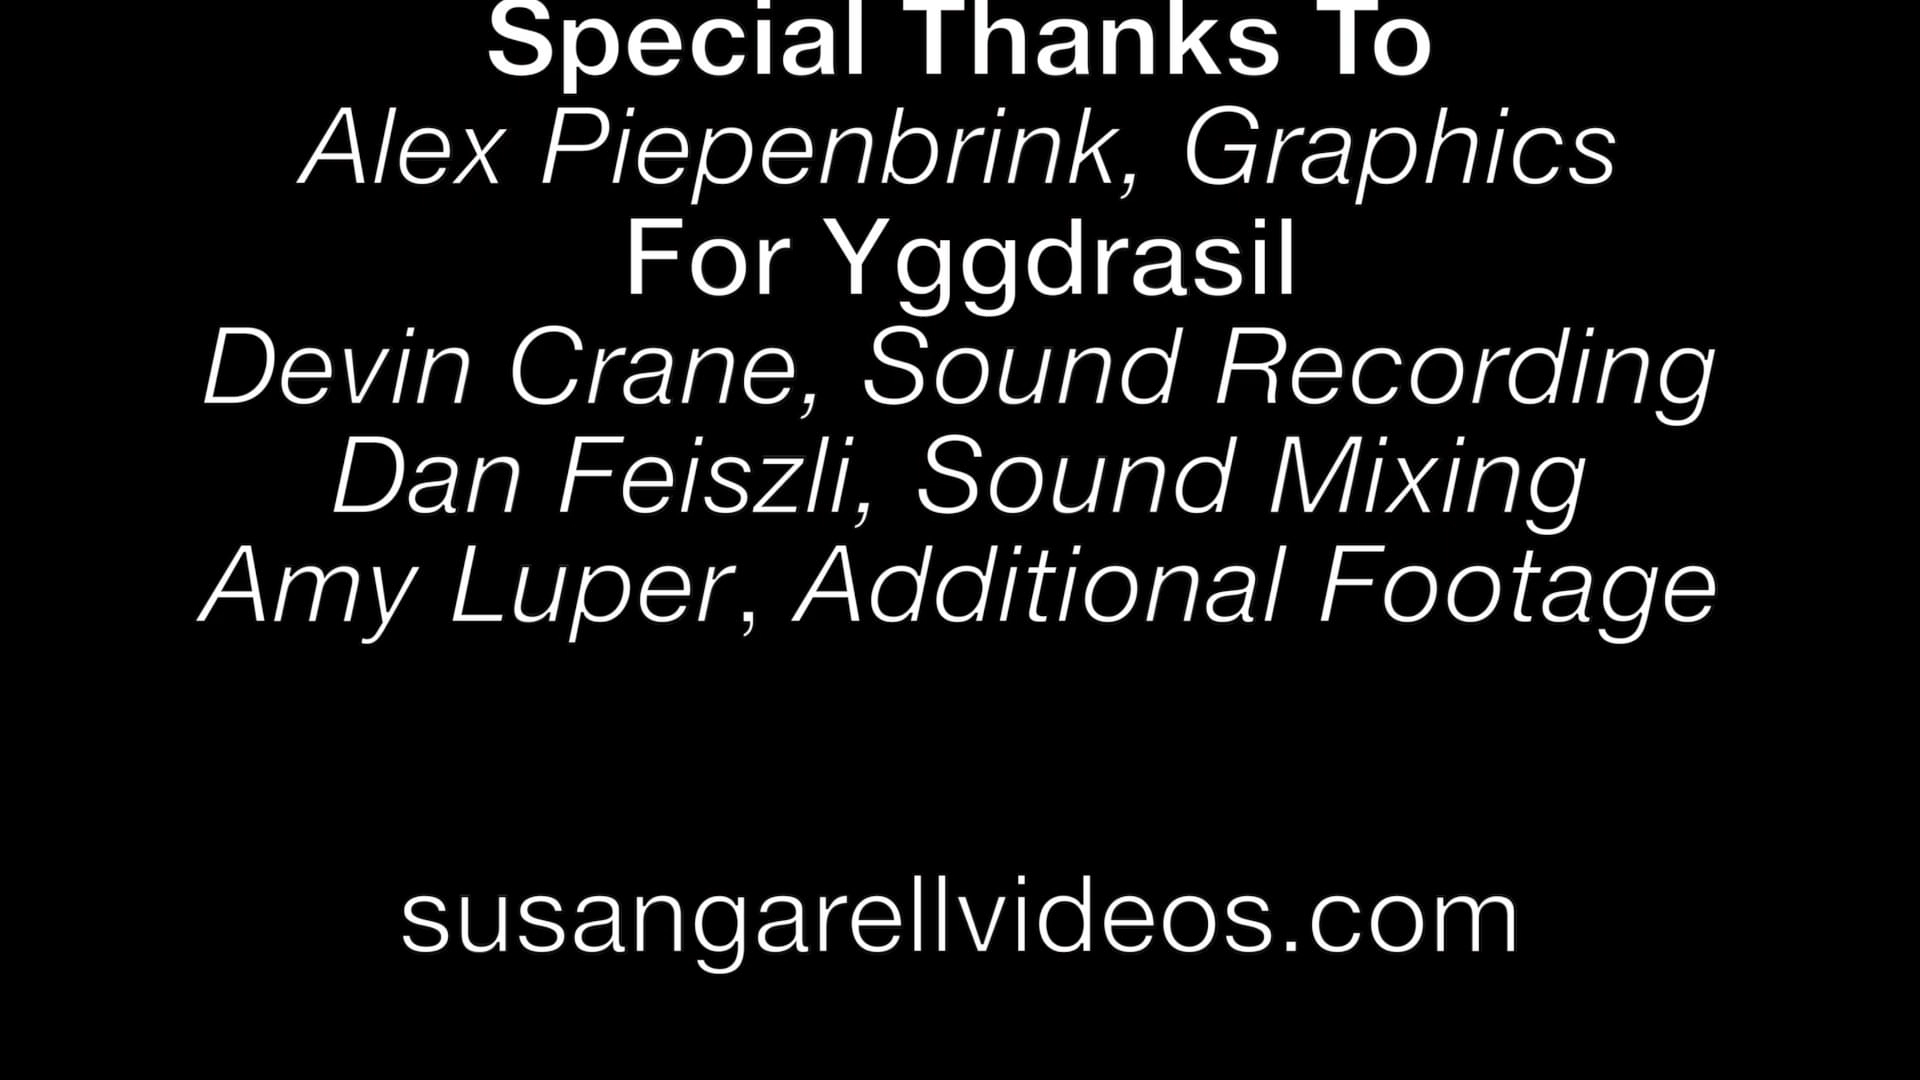 Special Thanks To
Alex Piepenbrink, Graphics
For Yggdrasil
Devin Crane, Sound Recording
Dan Feiszli, Sound Mixing
Amy Luper, Additional Footage
susangarellvideos.com